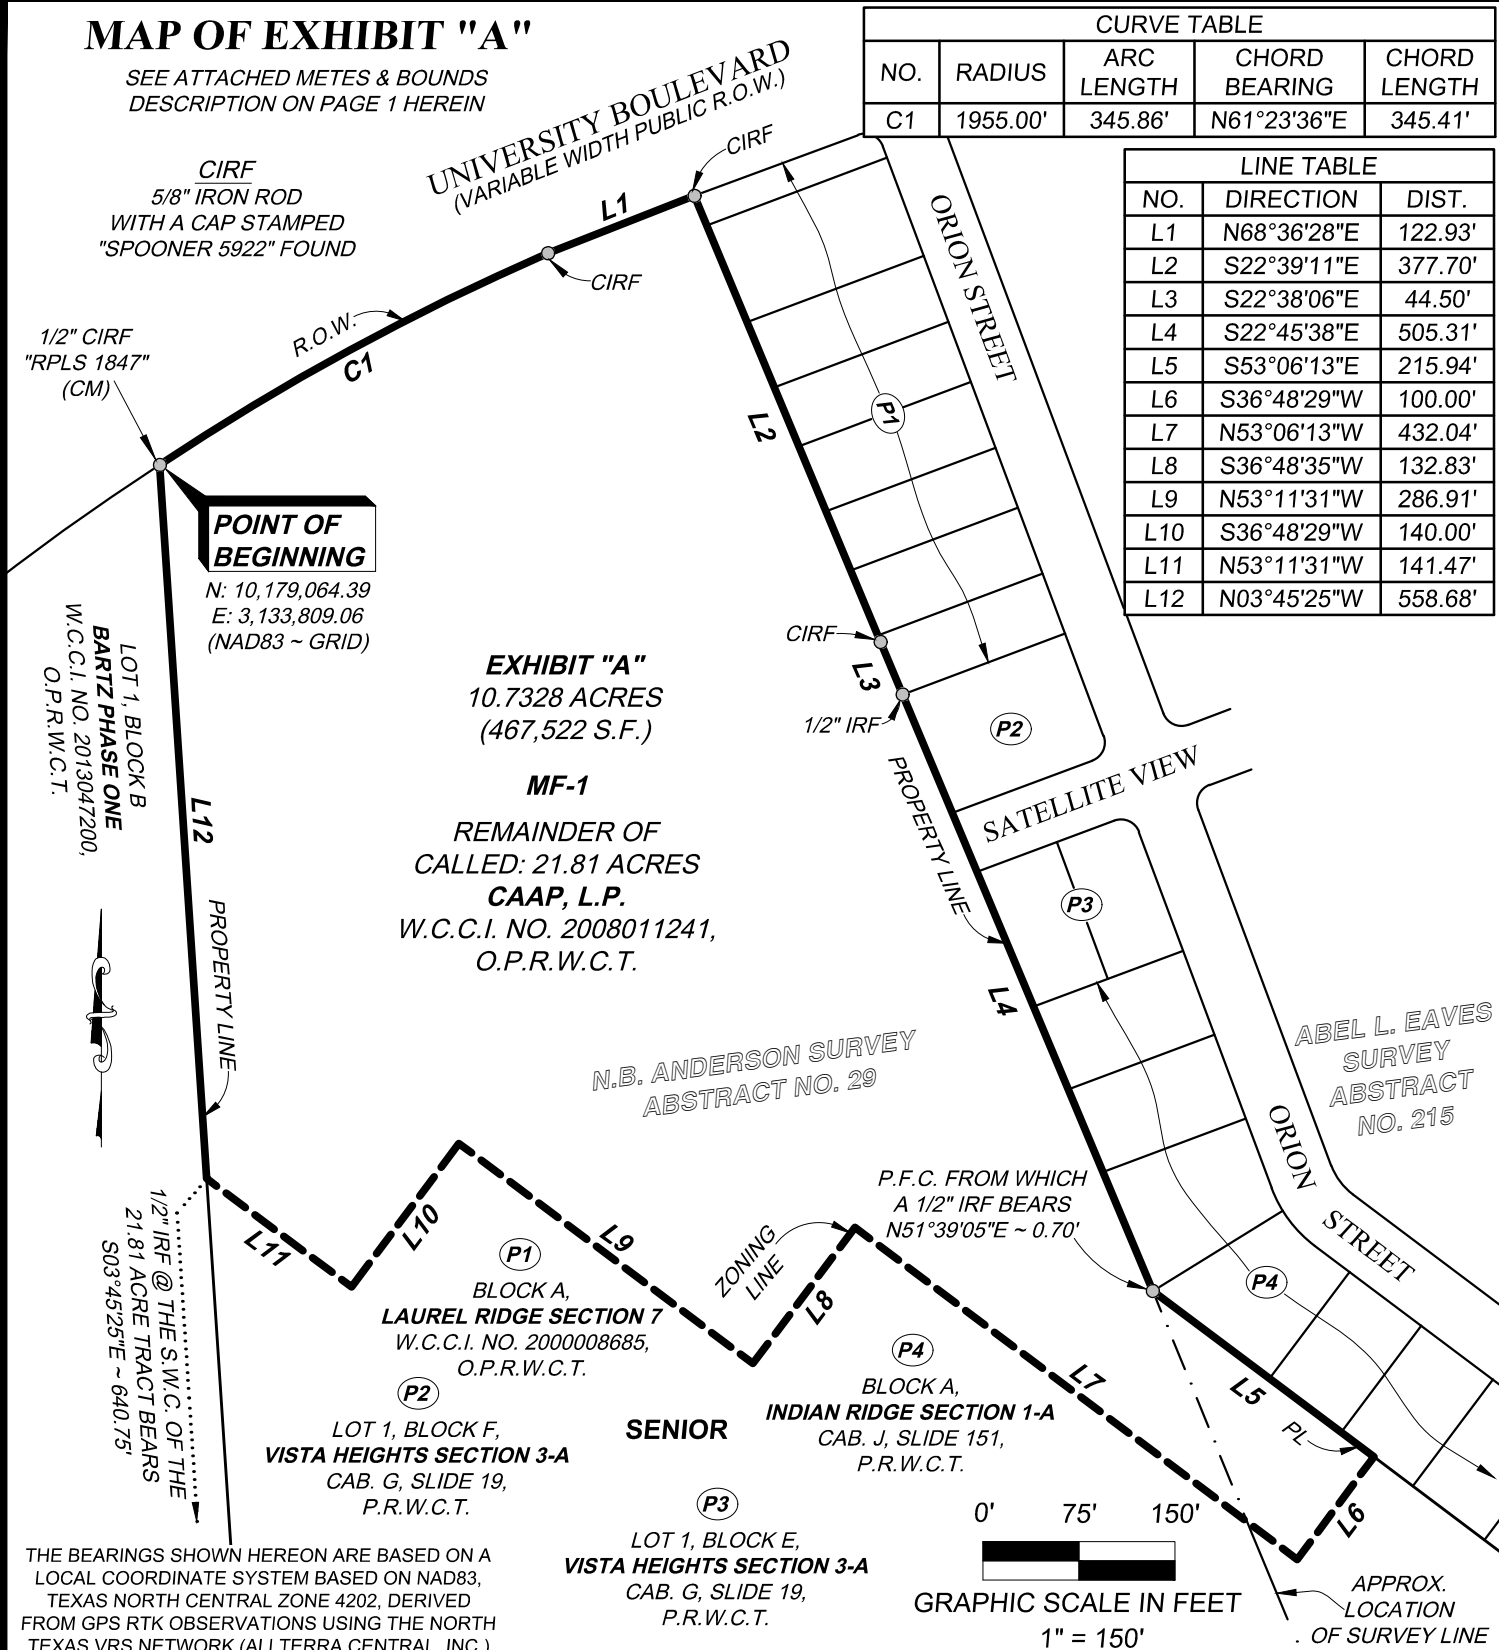 MAP OF EXHIBIT "A"
SEE ATTACHED METES & BOUNDS
DESCRIPTION ON PAGE 1 HEREIN
CURVE TABLE
NO. RADIUS ARC LENGTH CHORD BEARING CHORD LENGTH
C1 1955.00' 345.86' N61°23'36"E 345.41'
LINE TABLE
NO. DIRECTION DIST.
L1 N68°36'28"E 122.93'
L2 S22°39'11"E 377.70'
L3 S22°38'06"E 44.50'
L4 S22°45'38"E 505.31'
L5 S53°06'13"E 215.94'
L6 S36°48'29"W 100.00'
L7 N53°06'13"W 432.04'
L8 S36°48'35"W 132.83'
L9 N53°11'31"W 286.91'
L10 S36°48'29"W 140.00'
L11 N53°11'31"W 141.47'
L12 N03°45'25"W 558.68'
UNIVERSITY BOULEVARD
(VARIABLE WIDTH PUBLIC R.O.W.)
CIRF
5/8" IRON ROD
WITH A CAP STAMPED
"SPOONER 5922" FOUND
CIRF
L1
CIRF
R.O.W.
C1
1/2" CIRF
"RPLS 1847"
(CM)
ORION STREET
P1
L2
POINT OF
BEGINNING
N: 10,179,064.39
E: 3,133,809.06
(NAD83 ~ GRID)
LOT 1, BLOCK B
BARTZ PHASE ONE
W.C.C.I. NO. 2013047200,
O.P.R.W.C.T.
CIRF
L3
1/2" IRF
P2
EXHIBIT "A"
10.7328 ACRES
(467,522 S.F.)
MF-1
REMAINDER OF
CALLED: 21.81 ACRES
CAAP, L.P.
W.C.C.I. NO. 2008011241,
O.P.R.W.C.T.
L12
PROPERTY LINE
PROPERTY LINE
SATELLITE VIEW
P3
L4
N.B. ANDERSON SURVEY
ABSTRACT NO. 29
ABEL L. EAVES
SURVEY
ABSTRACT
NO. 215
ORION
STREET
P.F.C. FROM WHICH
A 1/2" IRF BEARS
N51°39'05"E ~ 0.70'
P4
1/2" IRF @ THE S.W.C. OF THE
21.81 ACRE TRACT BEARS
S03°45'25"E ~ 640.75'
L11
L10
L9
ZONING
LINE
L8
L7
L5
PL
L6
P1
BLOCK A,
LAUREL RIDGE SECTION 7
W.C.C.I. NO. 2000008685,
O.P.R.W.C.T.
P2
LOT 1, BLOCK F,
VISTA HEIGHTS SECTION 3-A
CAB. G, SLIDE 19,
P.R.W.C.T.
SENIOR
P4
BLOCK A,
INDIAN RIDGE SECTION 1-A
CAB. J, SLIDE 151,
P.R.W.C.T.
P3
LOT 1, BLOCK E,
VISTA HEIGHTS SECTION 3-A
CAB. G, SLIDE 19,
P.R.W.C.T.
0' 75' 150'
GRAPHIC SCALE IN FEET
1" = 150'
APPROX.
LOCATION
OF SURVEY LINE
THE BEARINGS SHOWN HEREON ARE BASED ON A
LOCAL COORDINATE SYSTEM BASED ON NAD83,
TEXAS NORTH CENTRAL ZONE 4202, DERIVED
FROM GPS RTK OBSERVATIONS USING THE NORTH
TEXAS VRS NETWORK (ALLTERRA CENTRAL, INC.)